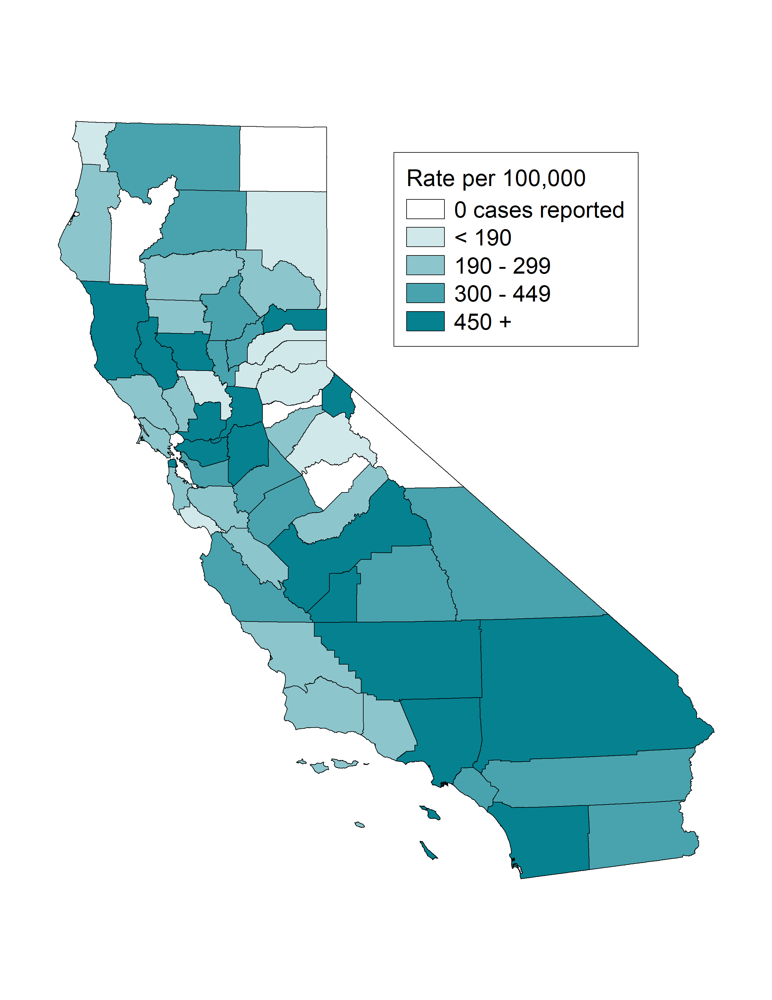 Rate per 100,000
0 cases reported
< 190
190 - 299
300 - 449
450 +